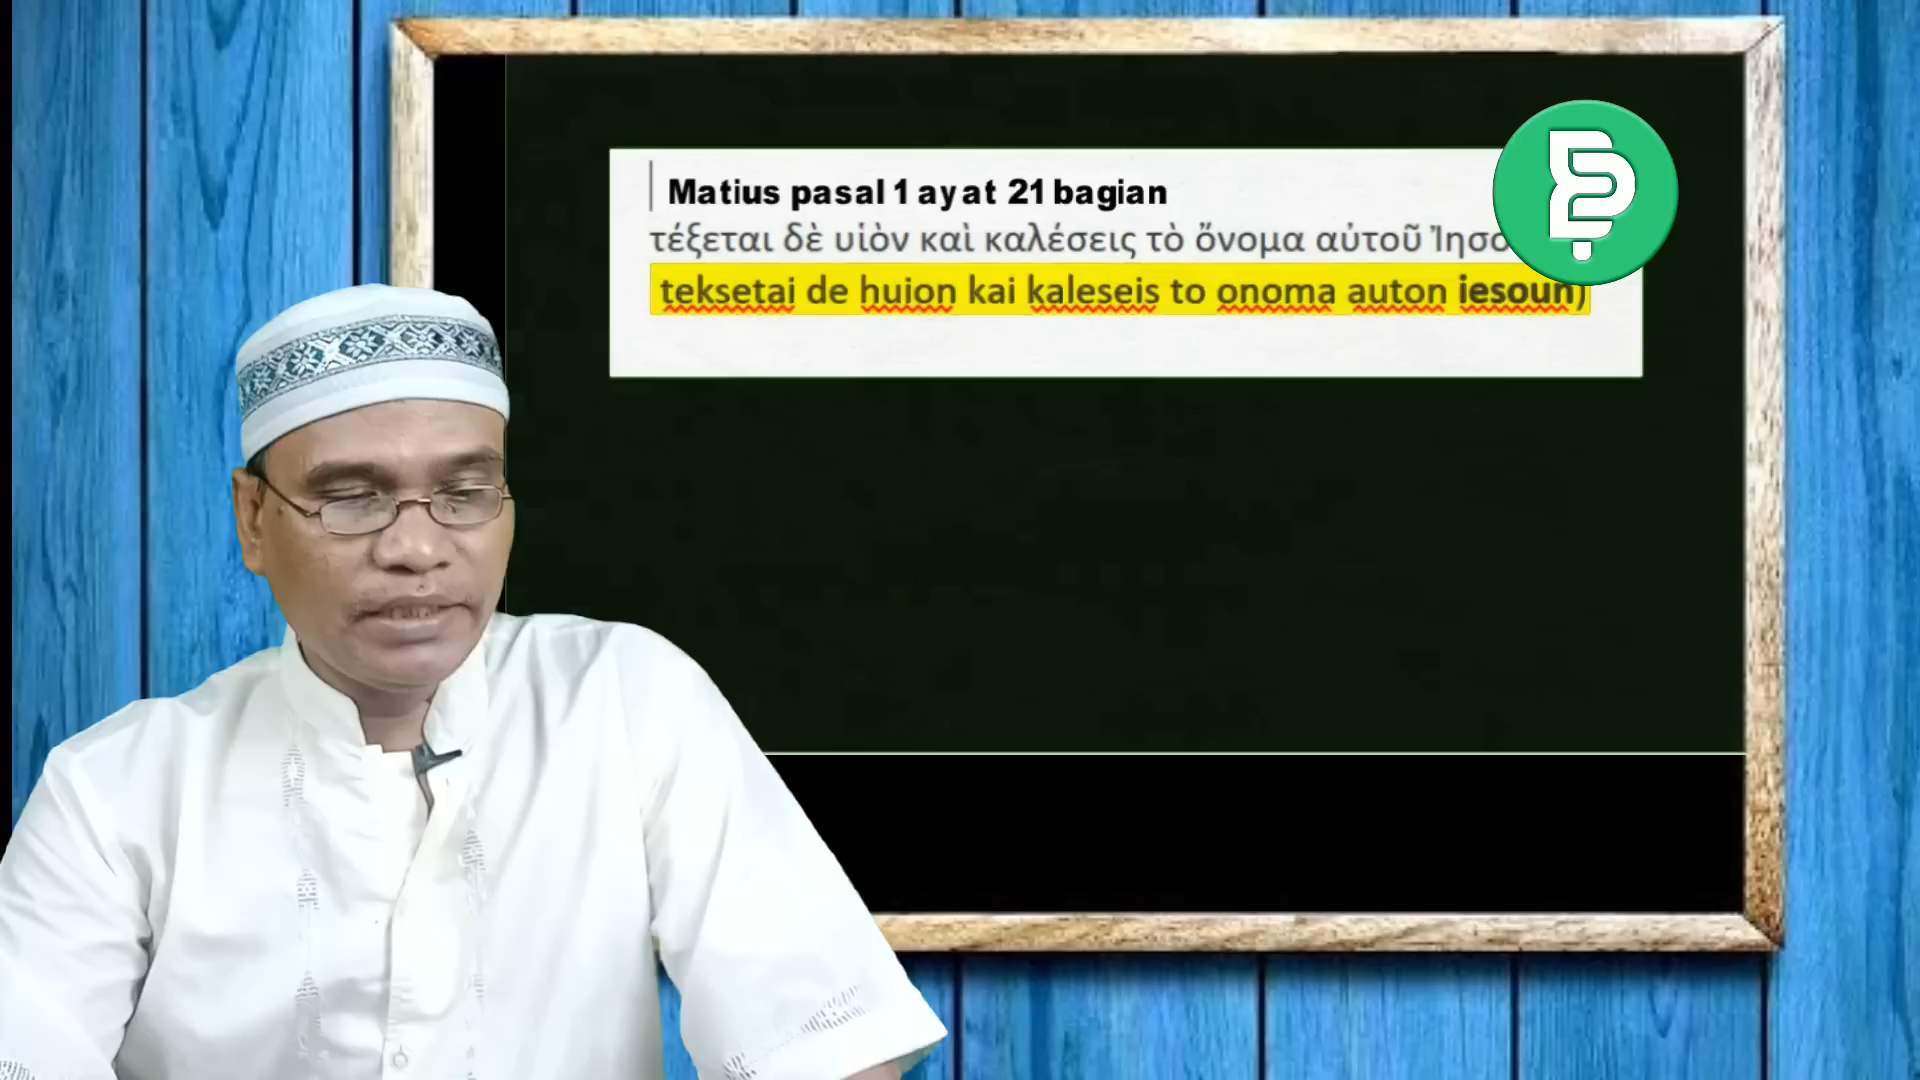 Matius pasal 1 ayat 21 bagian
τέξεται δὲ υἱὸν καὶ καλέσεις τὸ ὄνομα αὐτοῦ
teksetai de huion kai kaleseis to onoma auton iesoun)